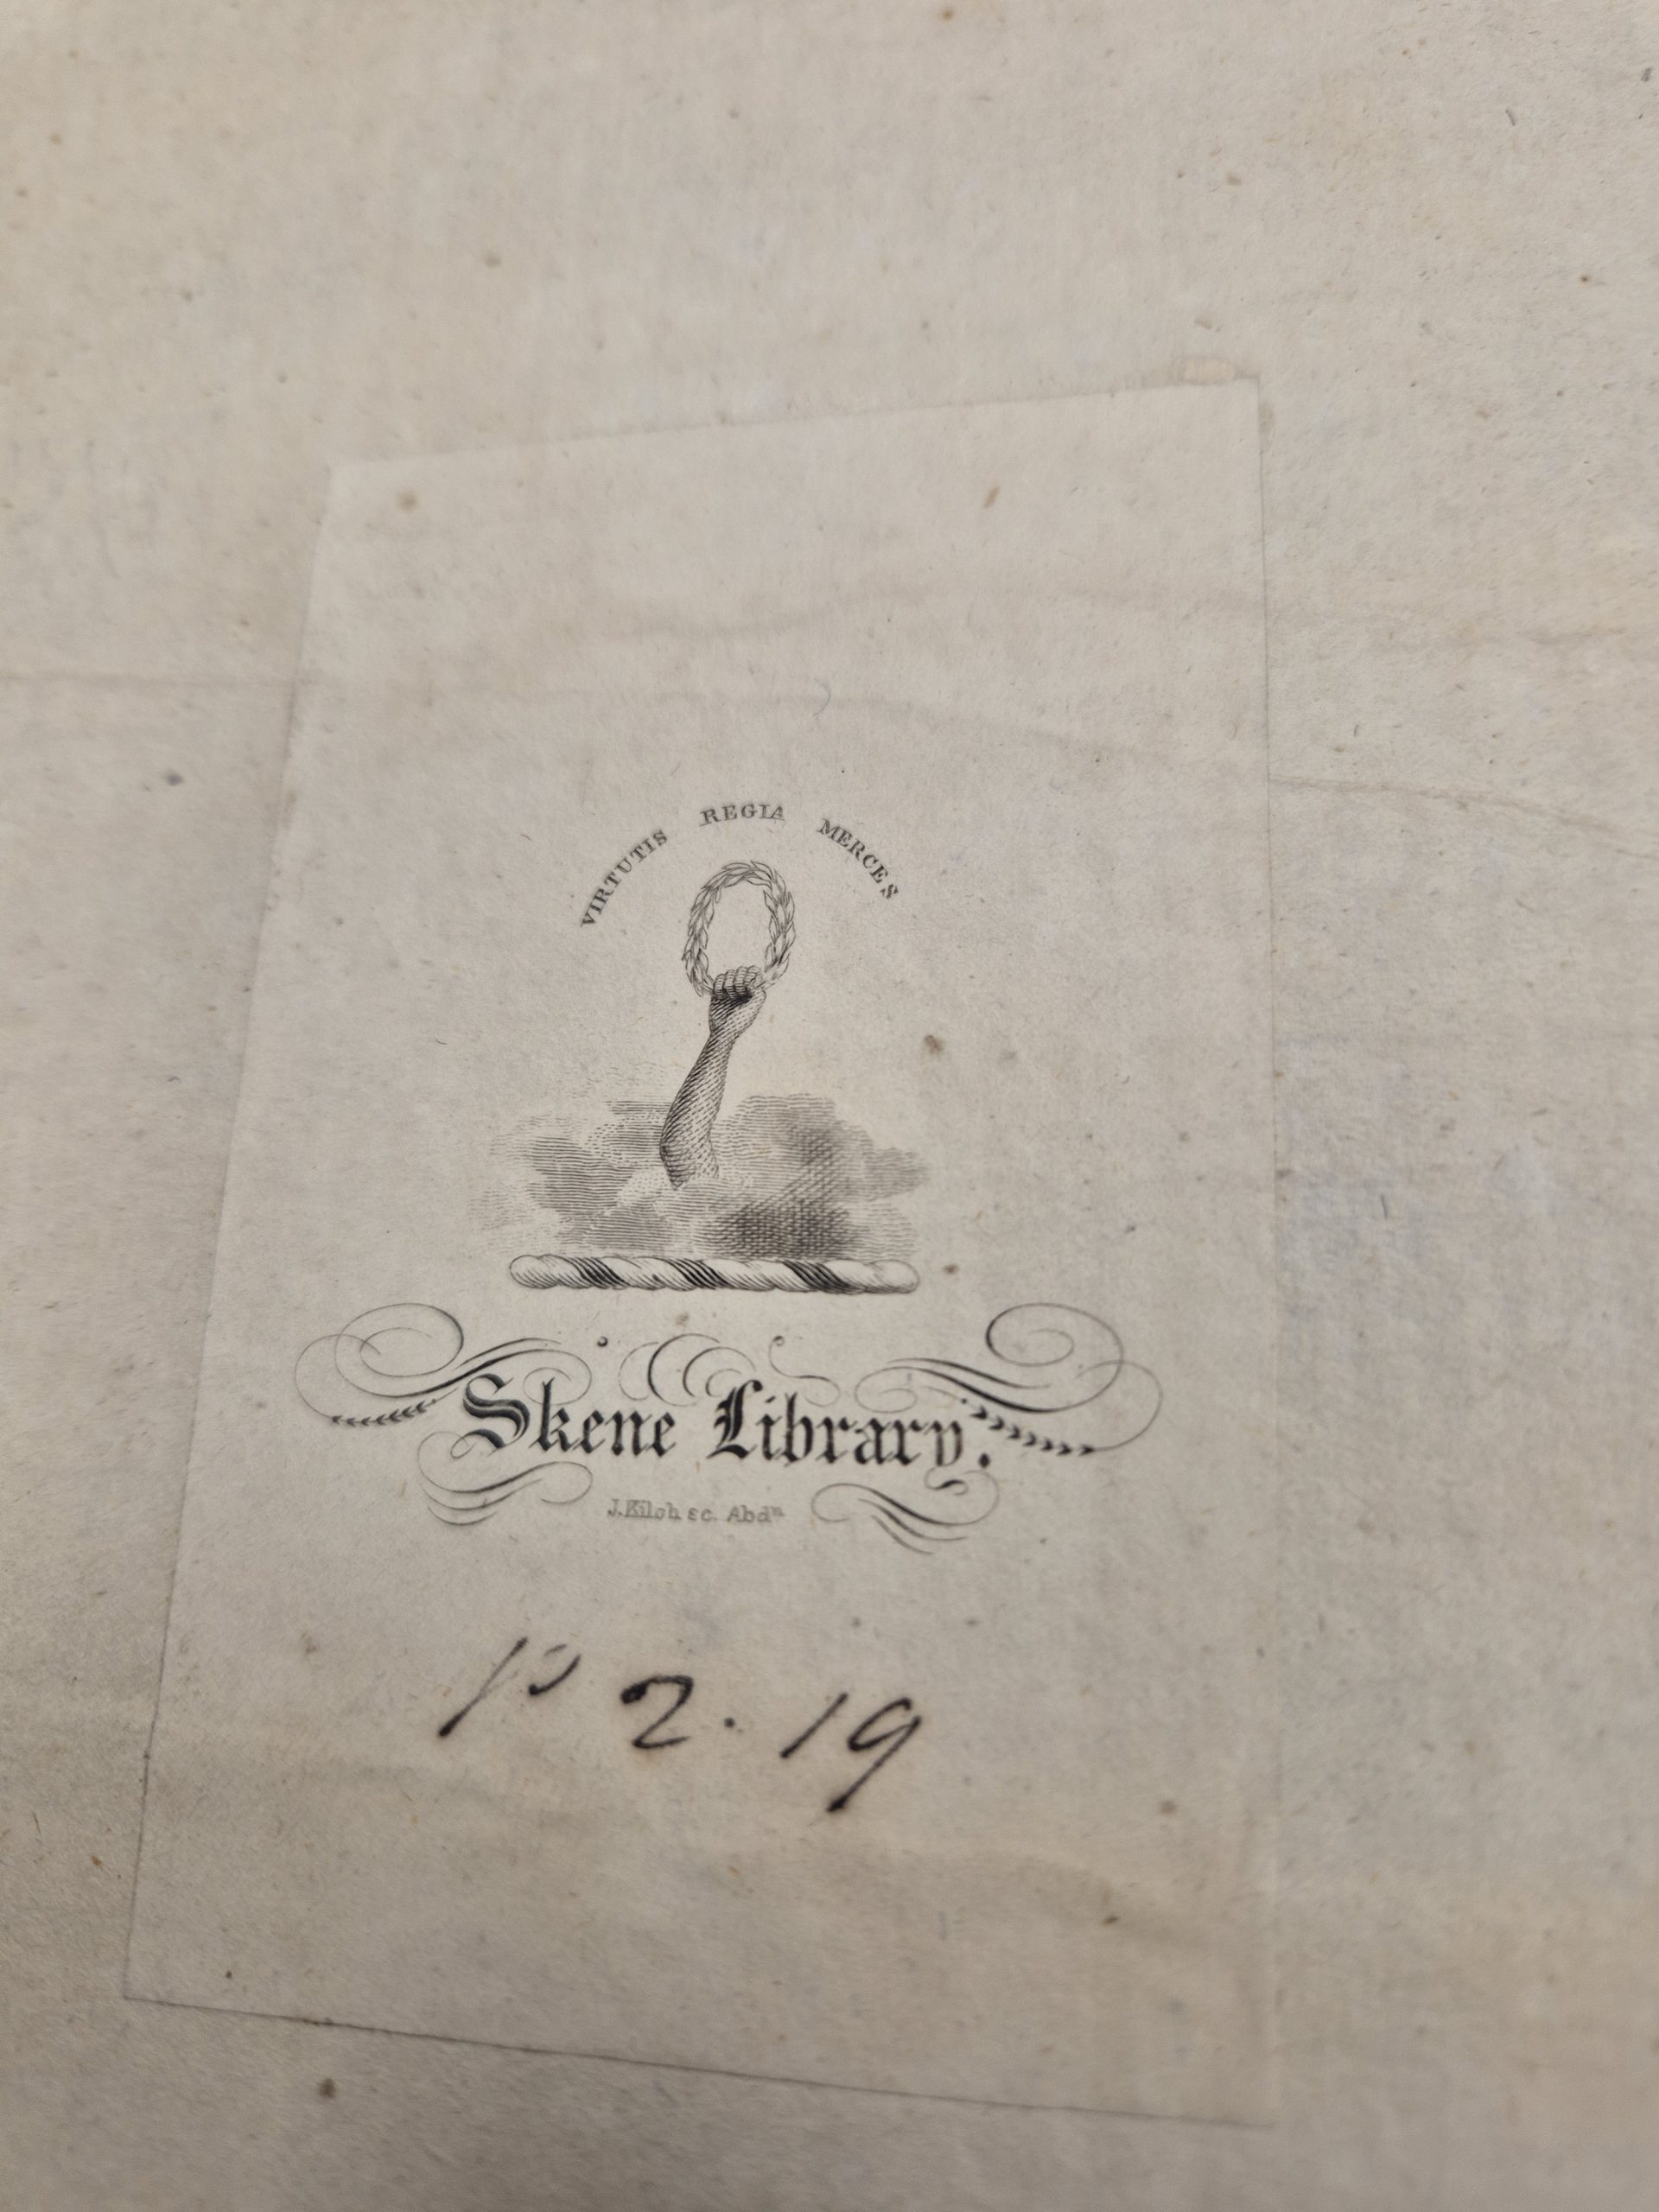 VIRTUTIS REGIA MERCES
Skene Library.
J. Kiloh sc. Abdn
P 2. 19